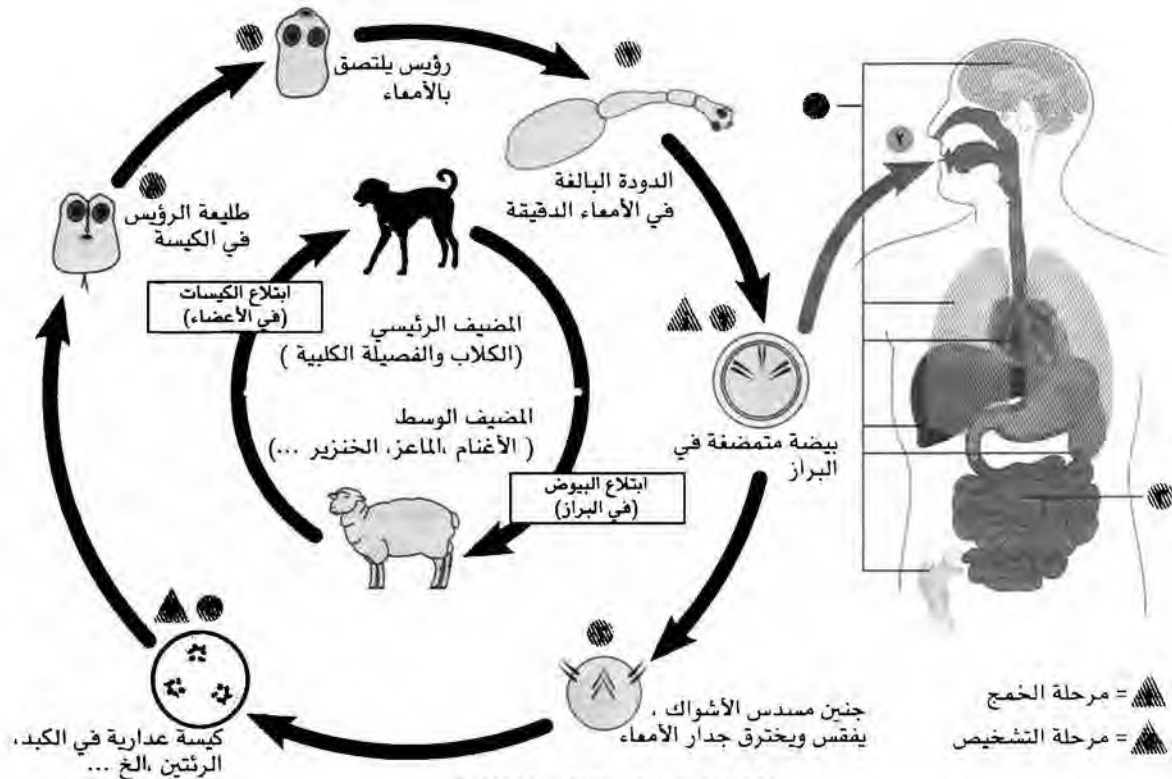 رؤيس يلتصق
بالأمعاء
الدودة البالغة
في الأمعاء الدقيقة
٢
طليعة الرؤيس
في الكيسة
ابتلاع الكيسات
(في الأعضاء)
المضيف الرئيسي
(الكلاب والفصيلة الكلبية )
المضيف الوسط
( الأغنام ،الماعز، الخنزير ...)
بيضة متمضغة في
البراز
ابتلاع البيوض
(في البراز)
جنين مسدس الأشواك ،
يفقس ويخترق جدار الأمعاء
كيسة عدارية في الكبد،
الرئتين ،الخ ...
= مرحلة الخمج
= مرحلة التشخيص